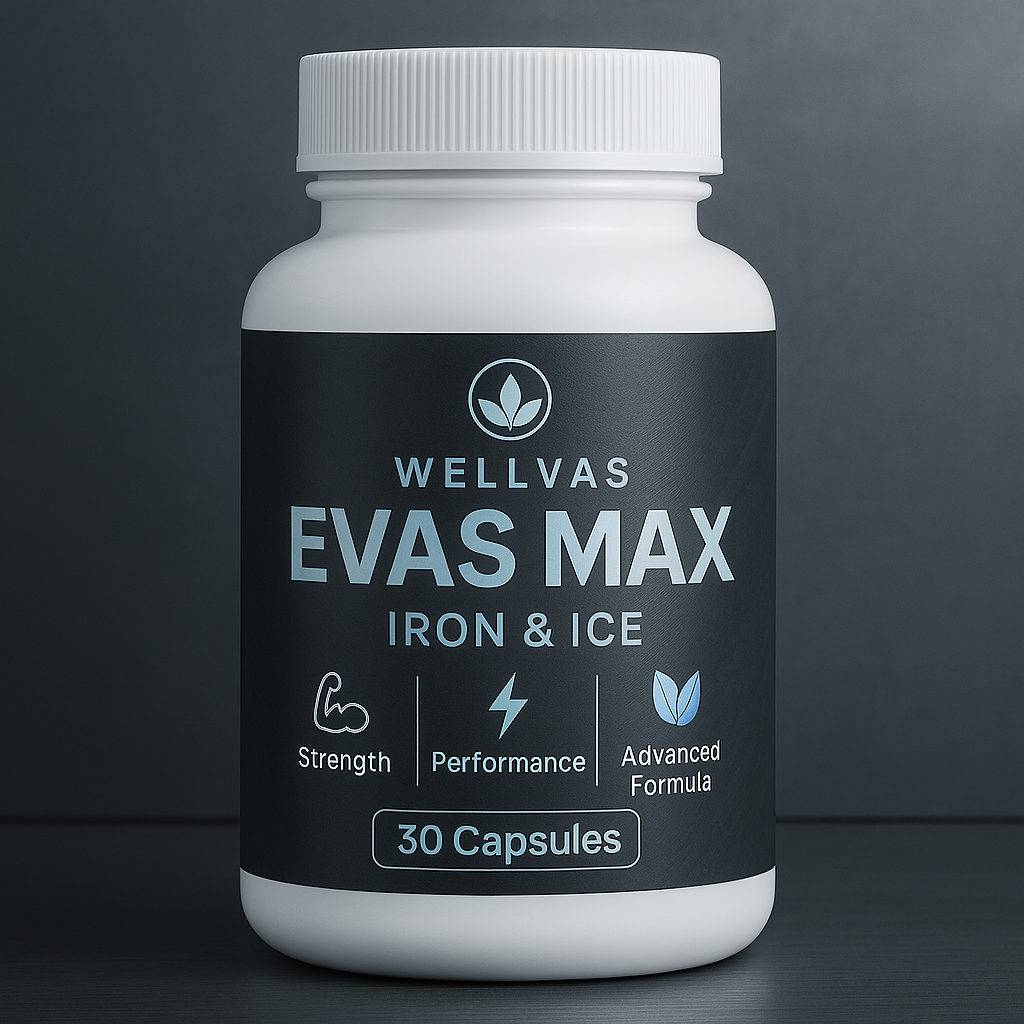 WELLVAS
EVAS MAX
IRON & ICE
Strength
Performance
Advanced
Formula
30 Capsules